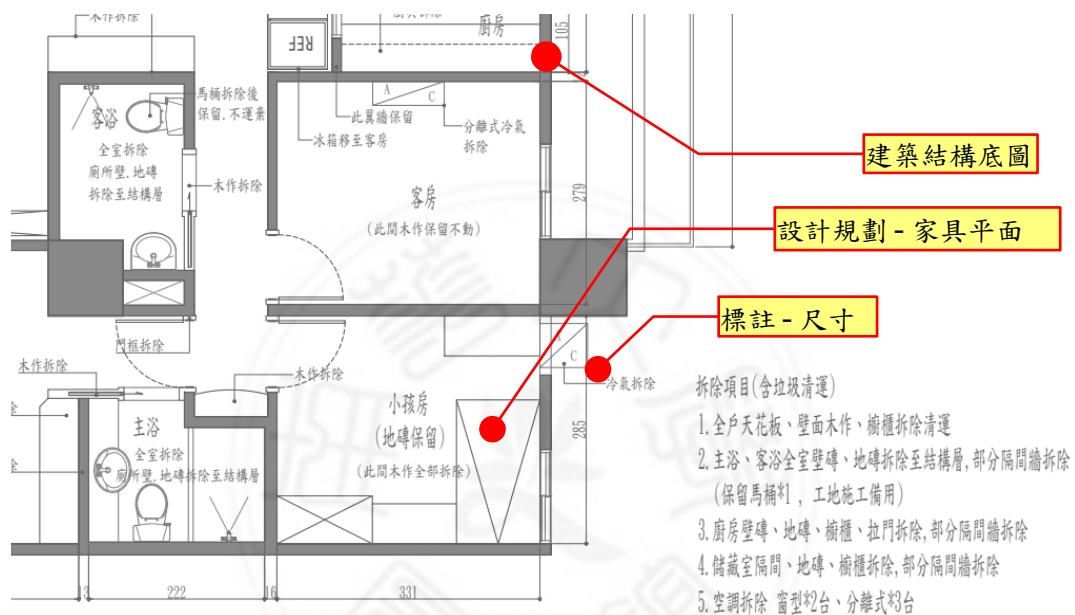 木作拆除
廚具拆除
廚房
105
REF
馬桶拆除後
保留.不運棄
客浴
全室拆除
廁所壁.地磚
拆除至結構層
A
C
此翼牆保留
分離式冷氣
拆除
冰箱移至客房
建築結構底圖
木作拆除
客房
(此間木作保留不動)
279
設計規劃 - 家具平面
標註 - 尺寸
門框拆除
A
C
冷氣拆除
木作拆除
木作拆除
小孩房
(地磚保留)
(此間木作全部拆除)
285
主浴
全室拆除
廁所壁.地磚拆除至結構層
除
除
13
222
16
331
拆除項目(含垃圾清運)
1.全戶天花板、壁面木作、櫥櫃拆除清運
2.主浴、客浴全室壁磚、地磚拆除至結構層,部分隔間牆拆除
(保留馬桶*1 , 工地施工備用)
3.廚房壁磚、地磚、櫥櫃、拉門拆除,部分隔間牆拆除
4.儲藏室隔間、地磚、櫥櫃拆除,部分隔間牆拆除
5.空調拆除 窗型*2台、分離式*3台